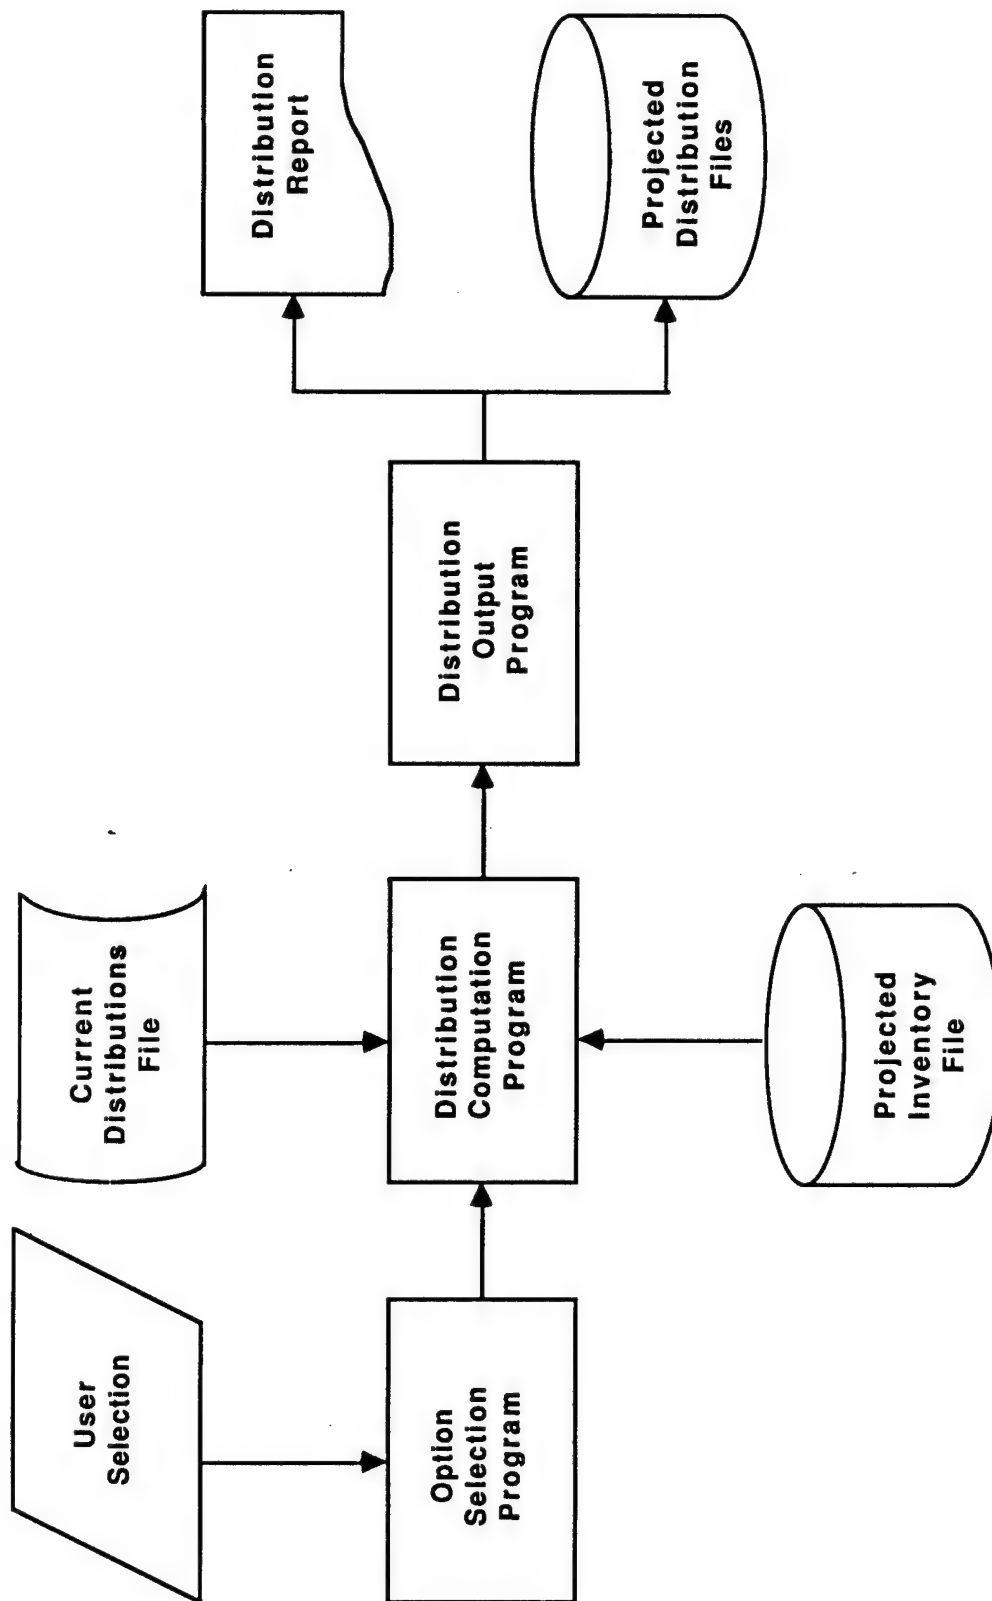 User
Selection
Current
Distributions
File
Option
Selection
Program
Distribution
Computation
Program
Distribution
Output
Program
Distribution
Report
Projected
Inventory
File
Projected
Distribution
Files